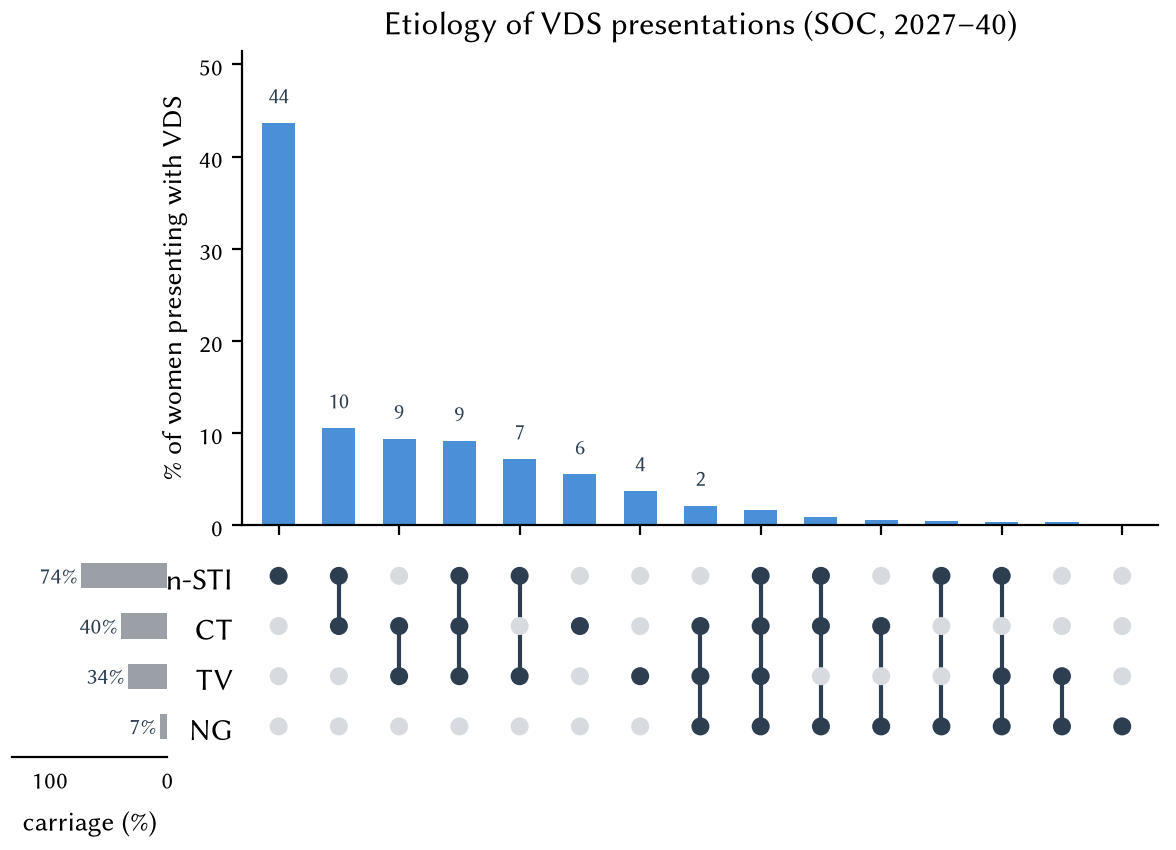 Etiology of VDS presentations (SOC, 2027–40)
% of women presenting with VDS
50
40
30
20
10
0
44
10
9
9
7
6
4
2
74%
n-STI
40%
CT
34%
TV
7%
NG
100
0
carriage (%)